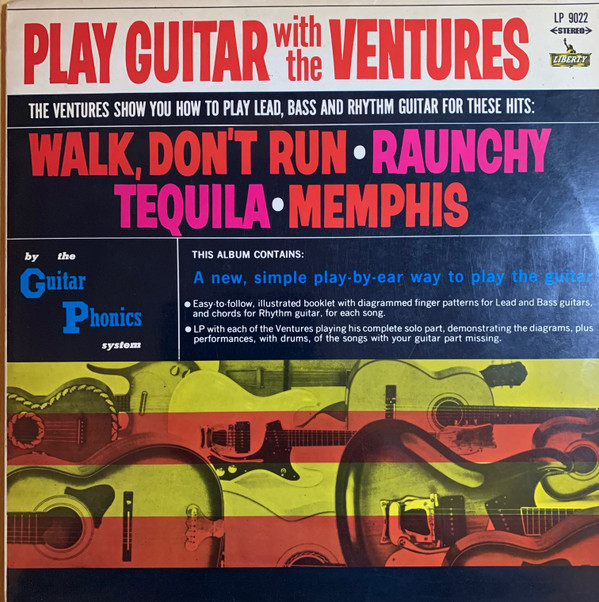 PLAY GUITAR with the VENTURES
LP 9022
STEREO
LIBERTY
THE VENTURES SHOW YOU HOW TO PLAY LEAD, BASS AND RHYTHM GUITAR FOR THESE HITS:
WALK, DON'T RUN • RAUNCHY
TEQUILA • MEMPHIS
by the
Guitar
Phonics
system
THIS ALBUM CONTAINS:
A new, simple play-by-ear way to play the guitar
● Easy-to-follow, illustrated booklet with diagrammed finger patterns for Lead and Bass guitars,
and chords for Rhythm guitar, for each song.
● LP with each of the Ventures playing his complete solo part, demonstrating the diagrams, plus
performances, with drums, of the songs with your guitar part missing.